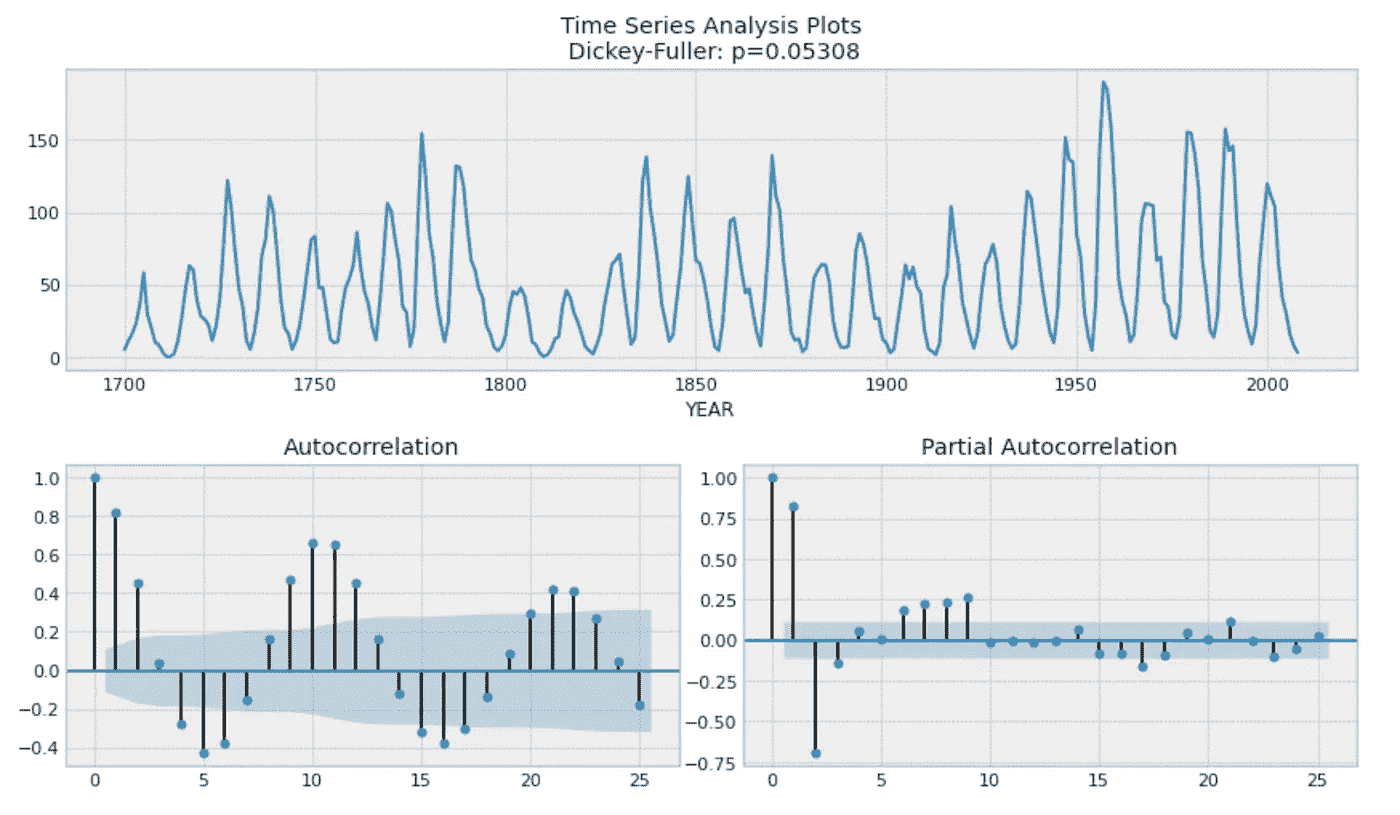 Time Series Analysis Plots
Dickey-Fuller: p=0.05308
150
100
50
0
1700 1750 1800 1850 1900 1950 2000
YEAR
Autocorrelation
1.0
0.8
0.6
0.4
0.2
0.0
−0.2
−0.4
0 5 10 15 20 25
Partial Autocorrelation
1.00
0.75
0.50
0.25
0.00
−0.25
−0.50
−0.75
0 5 10 15 20 25